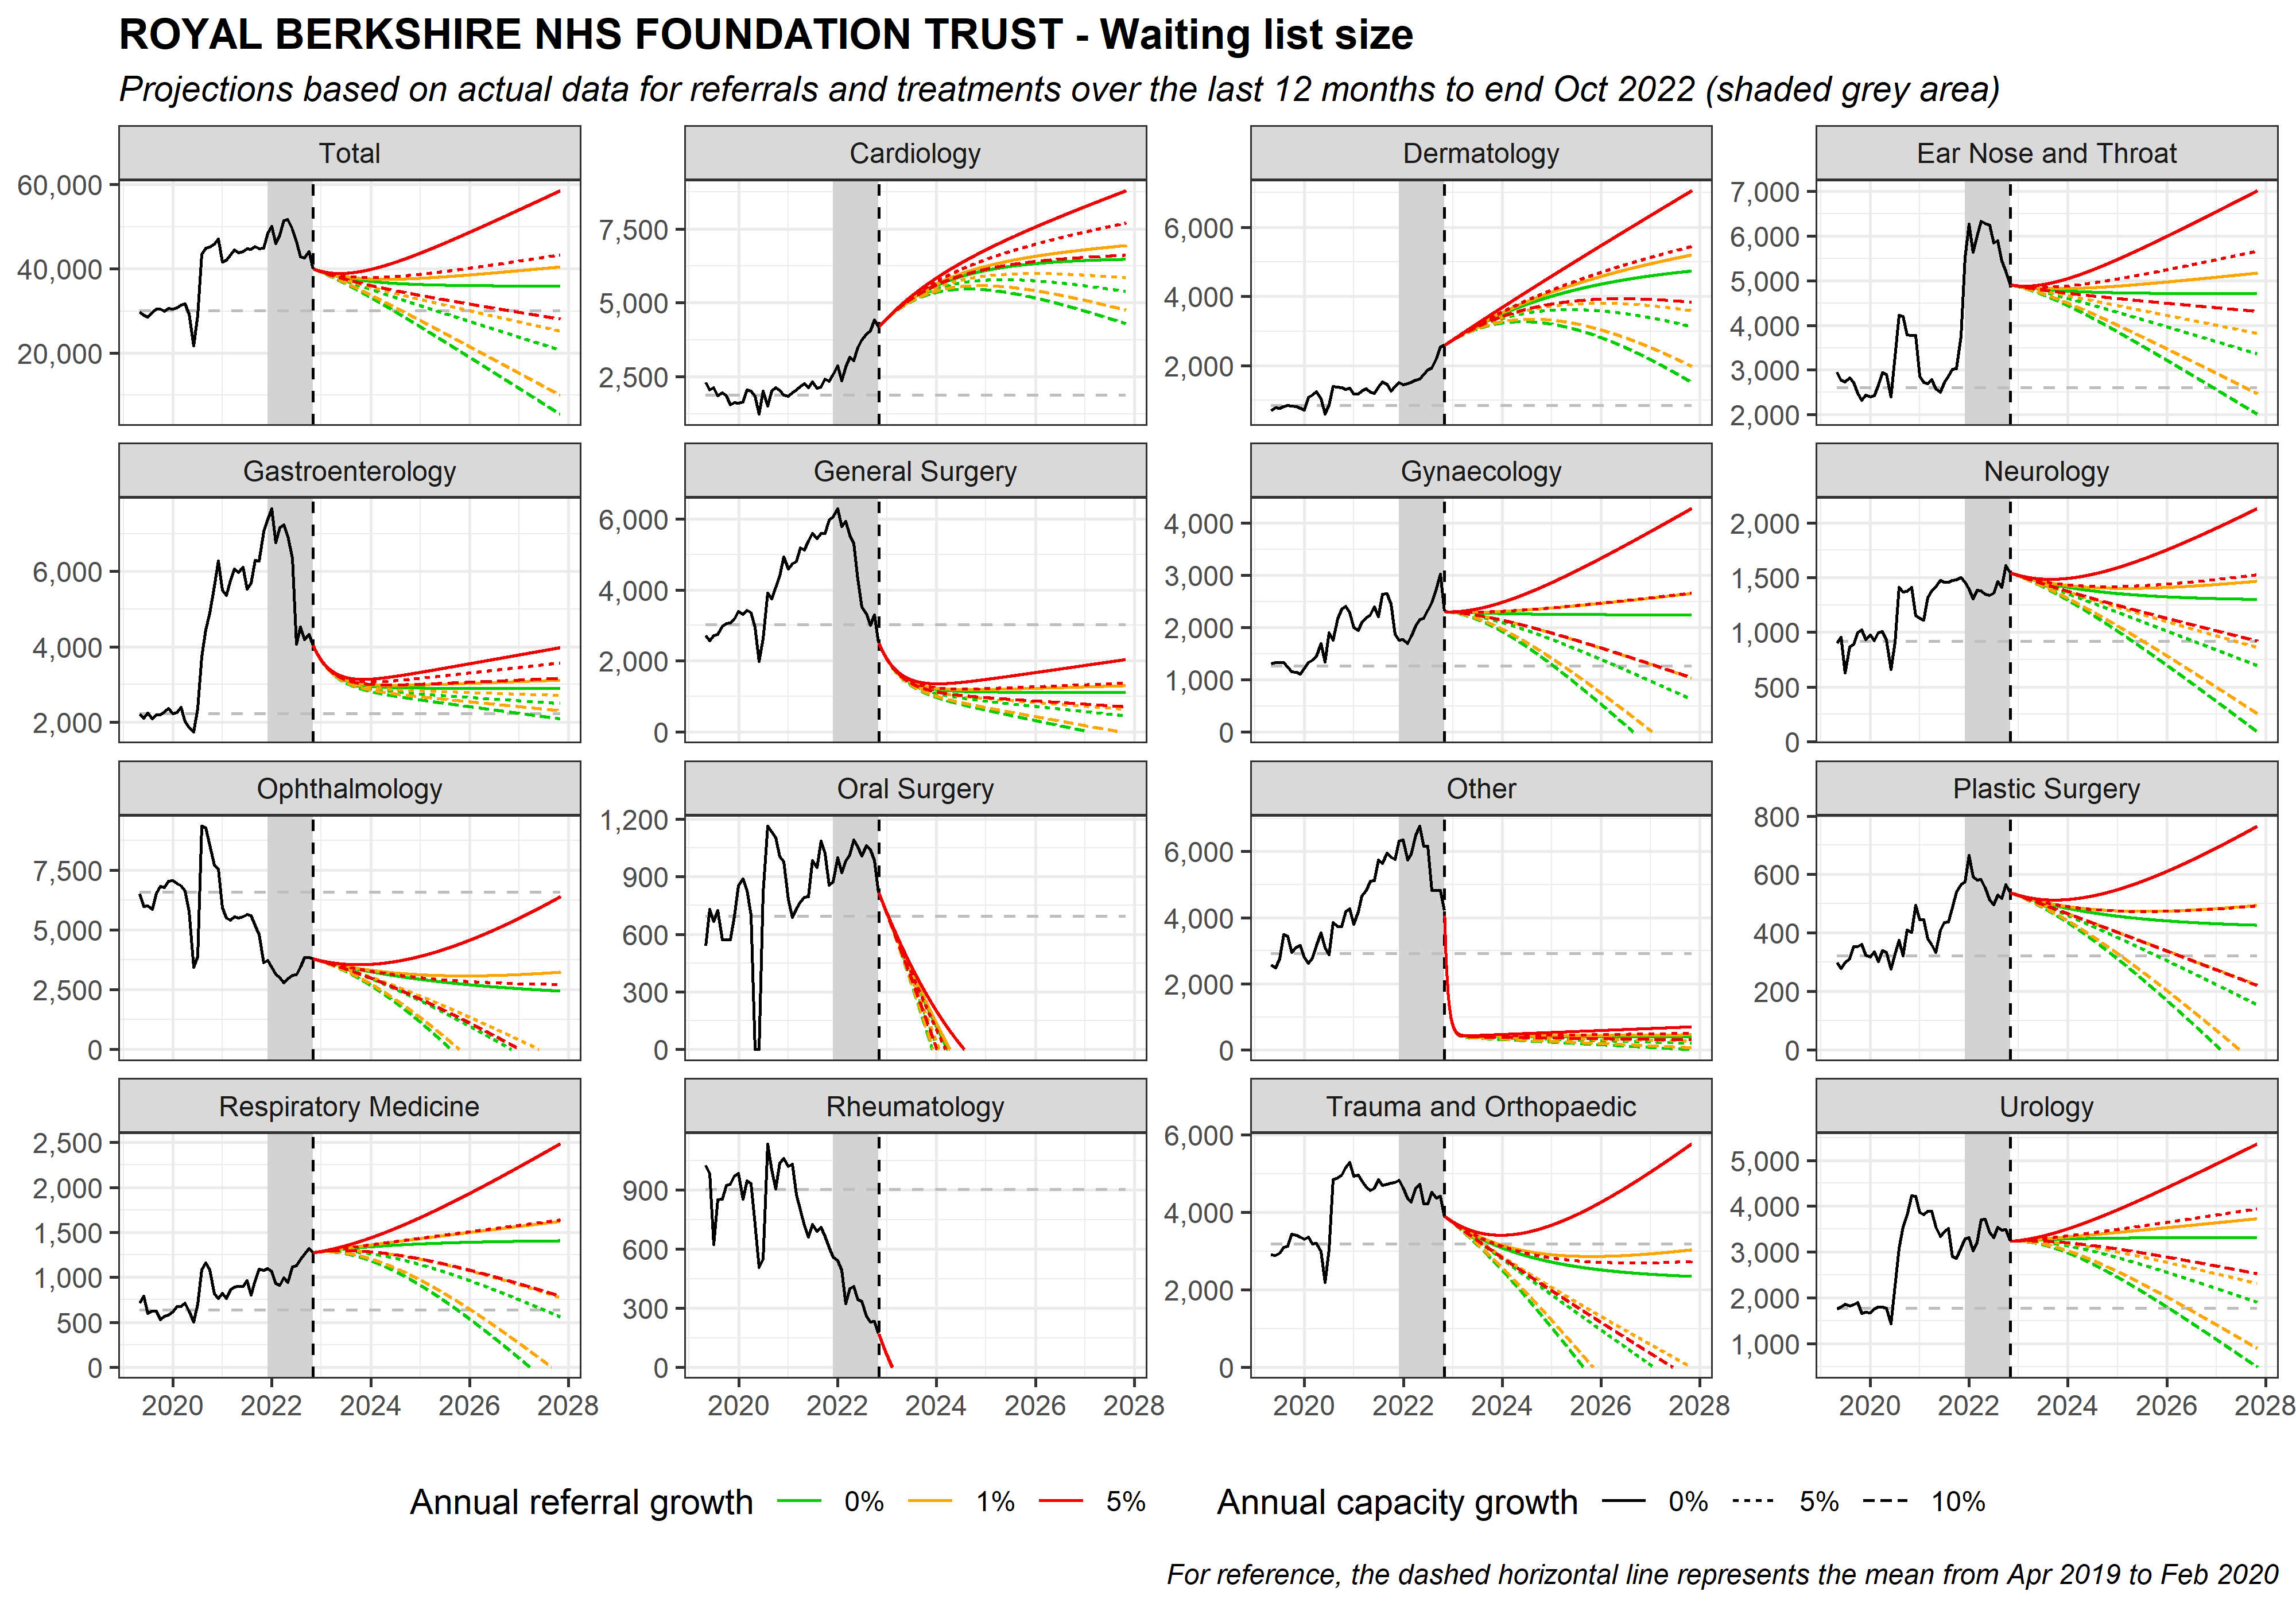 ROYAL BERKSHIRE NHS FOUNDATION TRUST - Waiting list size
Projections based on actual data for referrals and treatments over the last 12 months to end Oct 2022 (shaded grey area)
Total
Cardiology
Dermatology
Ear Nose and Throat
60,000
40,000
20,000
7,500
5,000
2,500
6,000
4,000
2,000
7,000
6,000
5,000
4,000
3,000
2,000
Gastroenterology
General Surgery
Gynaecology
Neurology
6,000
4,000
2,000
6,000
4,000
2,000
0
4,000
3,000
2,000
1,000
0
2,000
1,500
1,000
500
0
Ophthalmology
Oral Surgery
Other
Plastic Surgery
7,500
5,000
2,500
0
1,200
900
600
300
0
6,000
4,000
2,000
0
800
600
400
200
0
Respiratory Medicine
Rheumatology
Trauma and Orthopaedic
Urology
2,500
2,000
1,500
1,000
500
0
900
600
300
0
6,000
4,000
2,000
0
5,000
4,000
3,000
2,000
1,000
2020 2022 2024 2026 2028
2020 2022 2024 2026 2028
2020 2022 2024 2026 2028
2020 2022 2024 2026 2028
Annual referral growth 0% 1% 5%
Annual capacity growth 0% 5% 10%
For reference, the dashed horizontal line represents the mean from Apr 2019 to Feb 2020